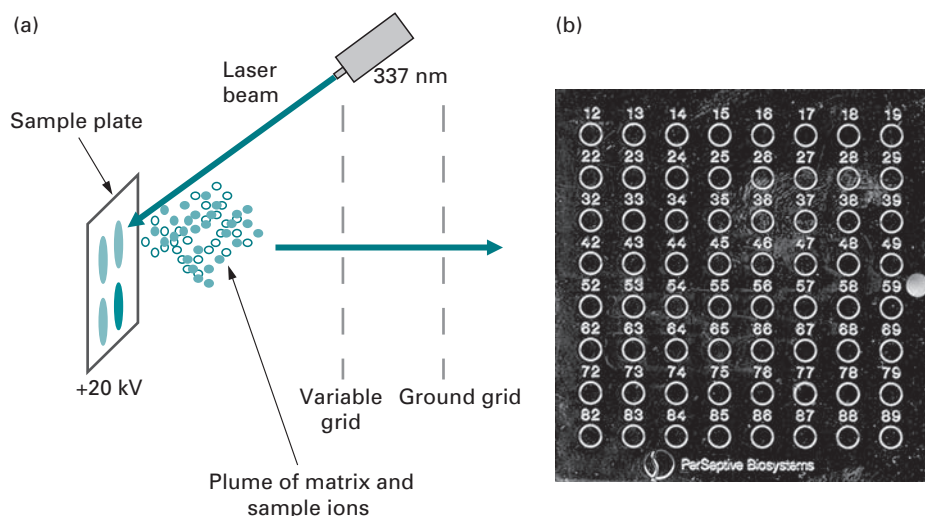 (a)
Laser
beam
337 nm
Sample plate
+20 kV
Variable
grid
Ground grid
Plume of matrix and
sample ions
(b)
12 13 14 15 16 17 18 19
22 23 24 25 26 27 28 29
32 33 34 35 36 37 38 39
42 43 44 45 46 47 48 49
52 53 54 55 56 57 58 59
62 63 64 65 66 67 68 69
72 73 74 75 76 77 78 79
82 83 84 85 86 87 88 89
PerSeptive Biosystems